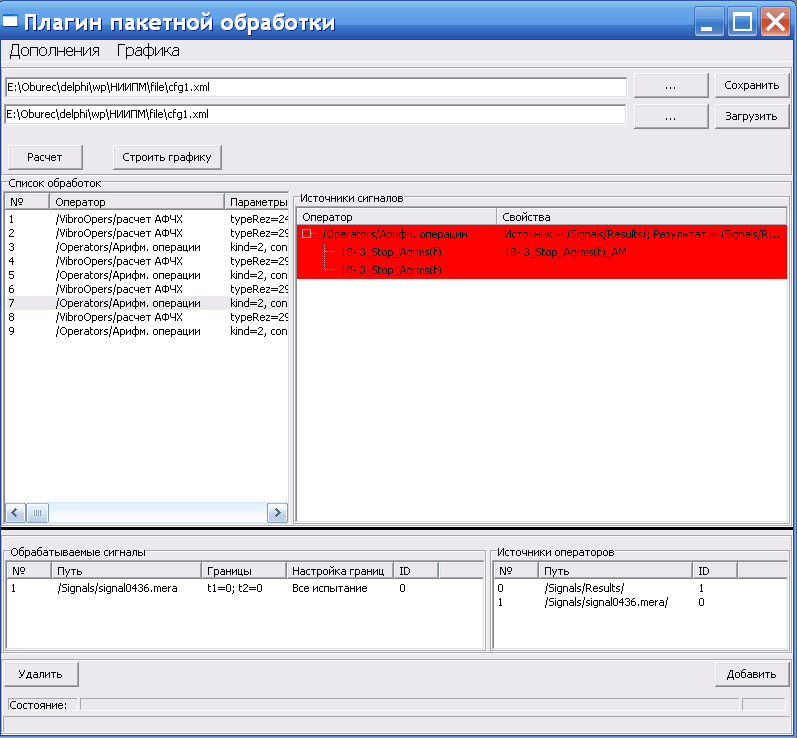 Плагин пакетной обработки
Дополнения Графика
E:\Oburec\delphi\wp\НИИПМ\file\cfg1.xml ... Сохранить
E:\Oburec\delphi\wp\НИИПМ\file\cfg1.xml ... Загрузить
Расчет Строить графику
Список обработок
№ Оператор Параметры
1 /VibroOpers/расчет АФЧХ typeRez=24
2 /VibroOpers/расчет АФЧХ typeRez=29
3 /Operators/Арифм. операции kind=2, con
4 /VibroOpers/расчет АФЧХ typeRez=29
5 /Operators/Арифм. операции kind=2, con
6 /VibroOpers/расчет АФЧХ typeRez=29
7 /Operators/Арифм. операции kind=2, con
8 /VibroOpers/расчет АФЧХ typeRez=29
9 /Operators/Арифм. операции kind=2, con
Источники сигналов
Оператор Свойства
/Operators/Арифм. операции Источник = /Signals/Results/; Результат = /Signals/R...
18- 3_Stop_Agrms(f) 18- 3_Stop_Agrms(f)_AM
18- 3_Stop_Agrms(f)
Обрабатываемые сигналы
№ Путь Границы Настройка границ ID
1 /Signals/signal0436.mera t1=0; t2=0 Все испытание 0
Источники операторов
№ Путь ID
0 /Signals/Results/ 1
1 /Signals/signal0436.mera/ 0
Удалить Добавить
Состояние: